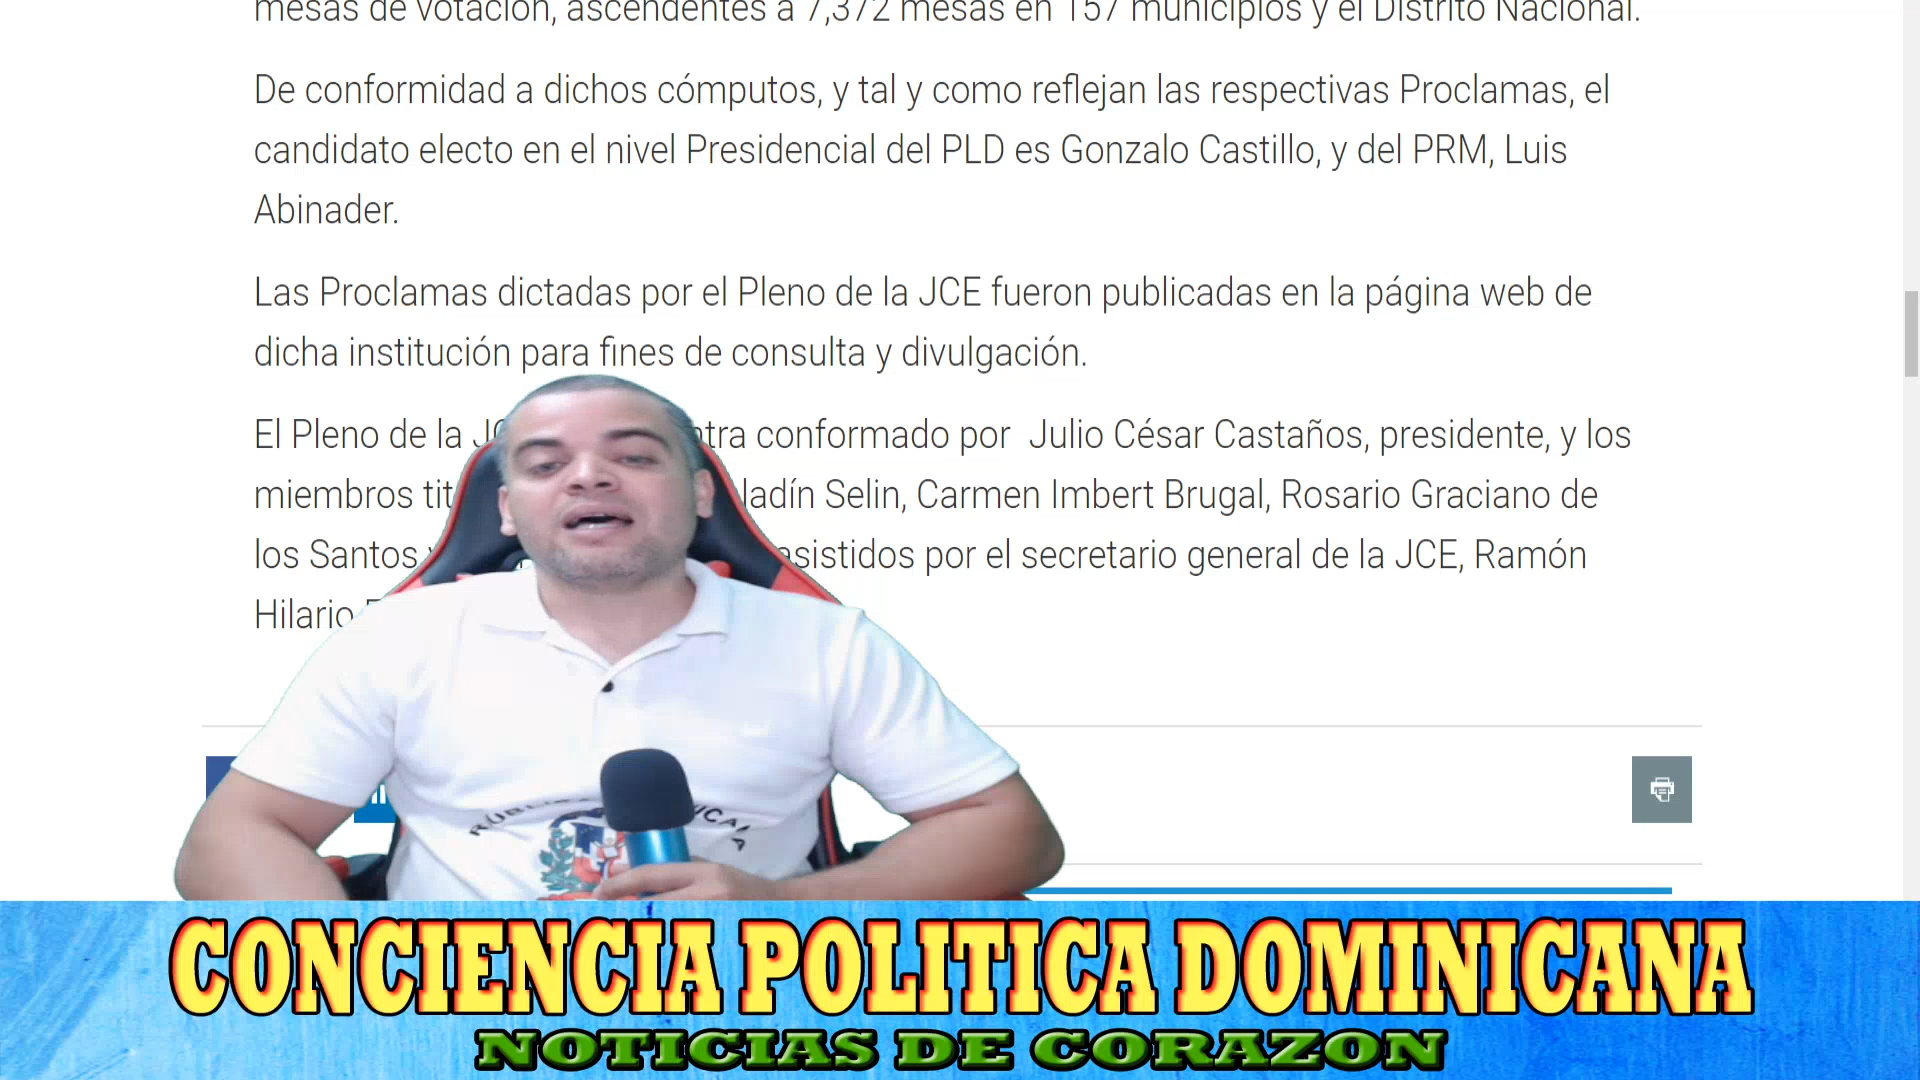 mesas de votación, ascendentes a 7,372 mesas en 157 municipios y el Distrito Nacional.
De conformidad a dichos cómputos, y tal y como reflejan las respectivas Proclamas, el
candidato electo en el nivel Presidencial del PLD es Gonzalo Castillo, y del PRM, Luis
Abinader.
Las Proclamas dictadas por el Pleno de la JCE fueron publicadas en la página web de
dicha institución para fines de consulta y divulgación.
El Pleno de la ntra conformado por Julio César Castaños, presidente, y los
miembros tit ladín Selin, Carmen Imbert Brugal, Rosario Graciano de
los Santos asistidos por el secretario general de la JCE, Ramón
Hilario
CONCIENCIA POLITICA DOMINICANA
NOTICIAS DE CORAZON